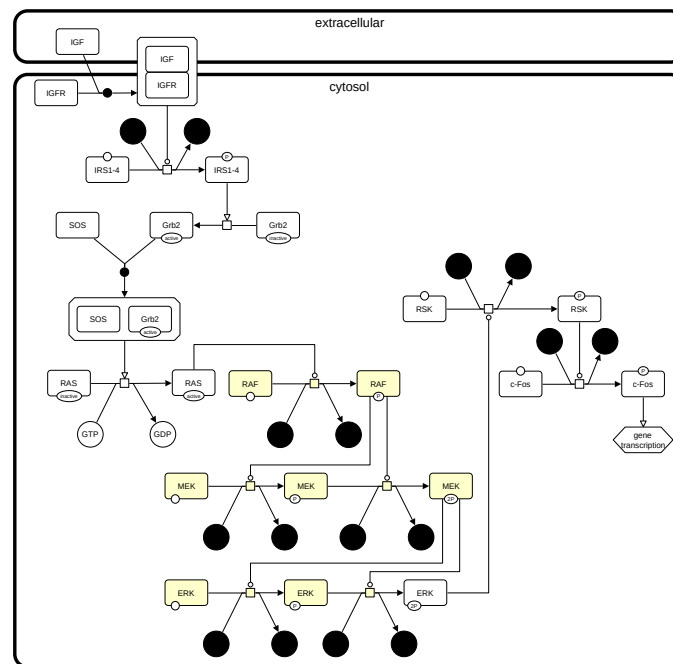 extracellular
IGF
IGF
IGFR
IGFR
cytosol
P
IRS1-4
IRS1-4
SOS
Grb2
active
Grb2
inactive
SOS
Grb2
active
RSK
P
RSK
RAS
inactive
RAS
active
RAF
RAF
P
c-Fos
P
c-Fos
GTP
GDP
gene
transcription
MEK
MEK
P
MEK
2P
ERK
ERK
P
ERK
2P